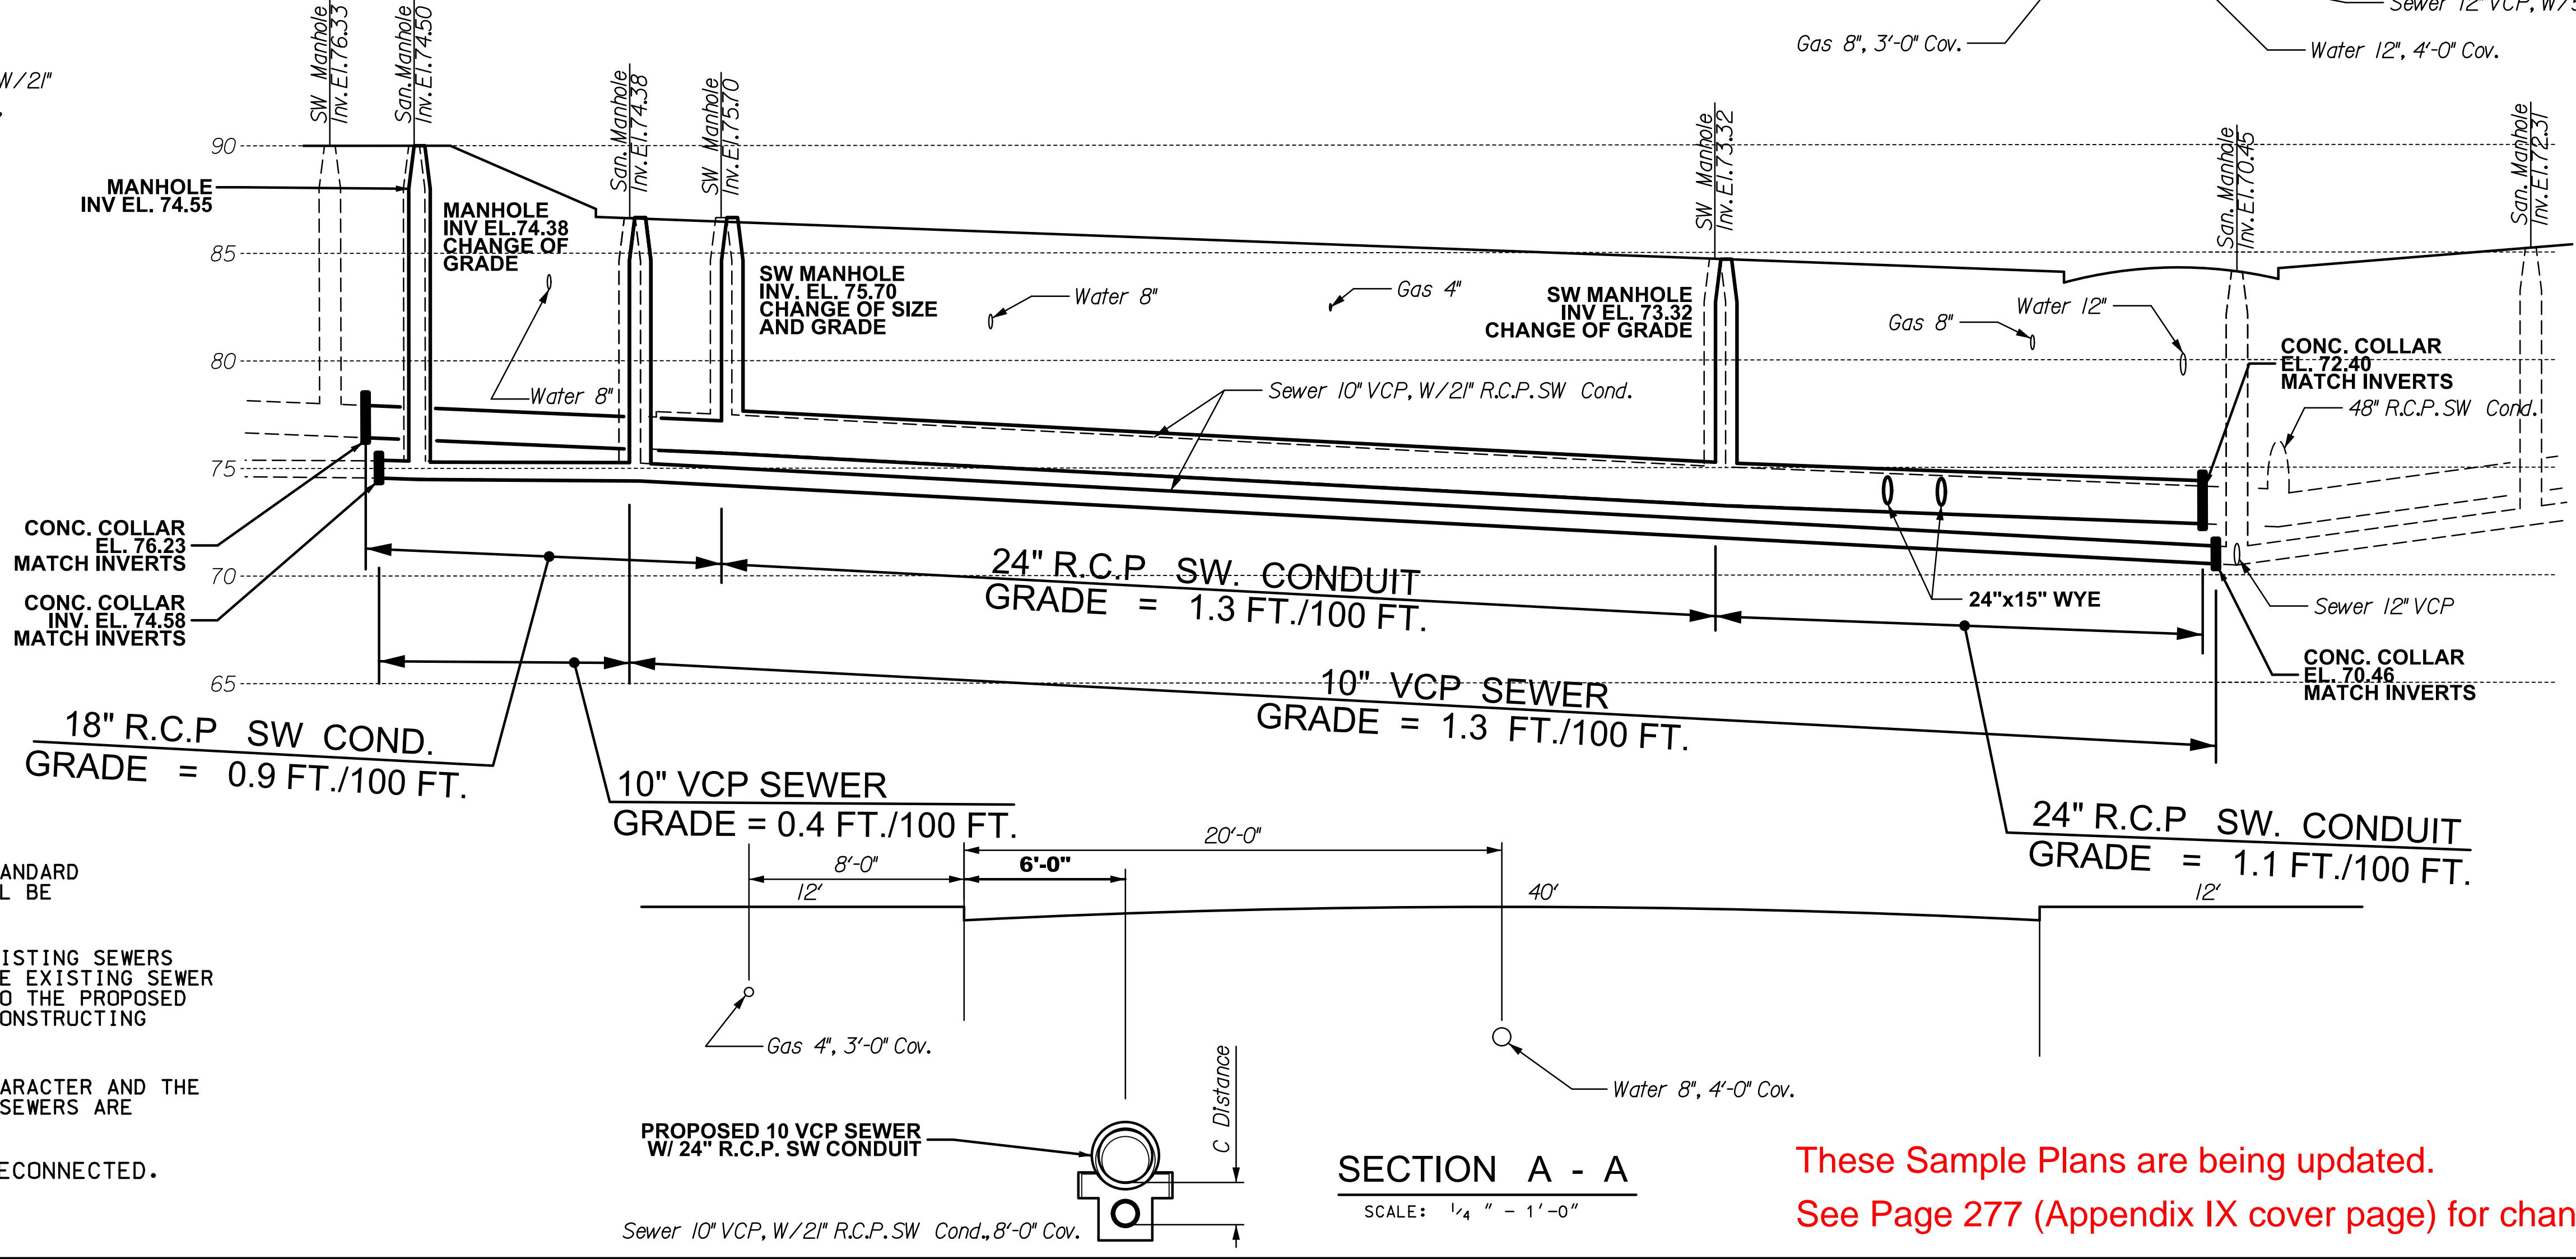 SW Manhole
Inv. El. 76.33
San. Manhole
Inv. El. 74.50
San. Manhole
Inv. El. 74.38
SW Manhole
Inv. El. 75.70
SW Manhole
Inv. El. 73.32
San. Manhole
Inv. El. 70.45
San. Manhole
Inv. El. 72.31
Sewer 12" VCP, W/
Gas 8", 3'-0" Cov.
Water 12", 4'-0" Cov.
W/21"
90
85
80
75
70
65
MANHOLE
INV EL. 74.55
MANHOLE
INV EL.74.38
CHANGE OF
GRADE
SW MANHOLE
INV. EL. 75.70
CHANGE OF SIZE
AND GRADE
Water 8"
Water 8"
Gas 4"
SW MANHOLE
INV EL. 73.32
CHANGE OF GRADE
Gas 8"
Water 12"
CONC. COLLAR
EL. 72.40
MATCH INVERTS
48" R.C.P. SW Cond.
Sewer 10" VCP, W/21" R.C.P. SW Cond.
CONC. COLLAR
EL. 76.23
MATCH INVERTS
CONC. COLLAR
INV. EL. 74.58
MATCH INVERTS
24" R.C.P SW. CONDUIT
GRADE = 1.3 FT./100 FT.
24"x15" WYE
Sewer 12" VCP
CONC. COLLAR
EL. 70.46
MATCH INVERTS
10" VCP SEWER
GRADE = 1.3 FT./100 FT.
18" R.C.P SW COND.
GRADE = 0.9 FT./100 FT.
10" VCP SEWER
GRADE = 0.4 FT./100 FT.
24" R.C.P SW. CONDUIT
GRADE = 1.1 FT./100 FT.
ANDARD
L BE
ISTING SEWERS
E EXISTING SEWER
O THE PROPOSED
ONSTRUCTING
ARACTER AND THE
SEWERS ARE
ECONNECTED.
20'-0"
8'-0"
6'-0"
12'
40'
12'
Gas 4", 3'-0" Cov.
C Distance
Water 8", 4'-0" Cov.
PROPOSED 10 VCP SEWER
W/ 24" R.C.P. SW CONDUIT
Sewer 10" VCP, W/21" R.C.P. SW Cond., 8'-0" Cov.
SECTION A - A
SCALE: 1/4 " - 1'-0"
These Sample Plans are being updated.
See Page 277 (Appendix IX cover page) for chan